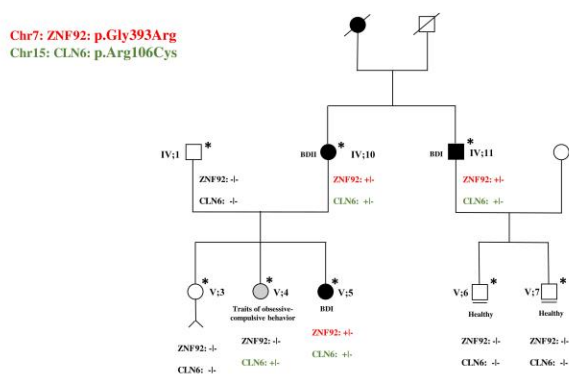 Chr7: ZNF92: p.Gly393Arg
Chr15: CLN6: p.Arg106Cys
IV;1 * BDII * IV;10 BDI * IV;11
ZNF92: -|- ZNF92: +|- ZNF92: +|-
CLN6: -|- CLN6: +|- CLN6: +|-
* V;3 * V;4 * V;5 V;6 * V;7 *
Traits of obsessive- BDI Healthy Healthy
compulsive behavior
ZNF92: -|- ZNF92: -|- ZNF92: +|- ZNF92: -|- ZNF92: -|-
CLN6: -|- CLN6: +|- CLN6: +|- CLN6: -|- CLN6: -|-